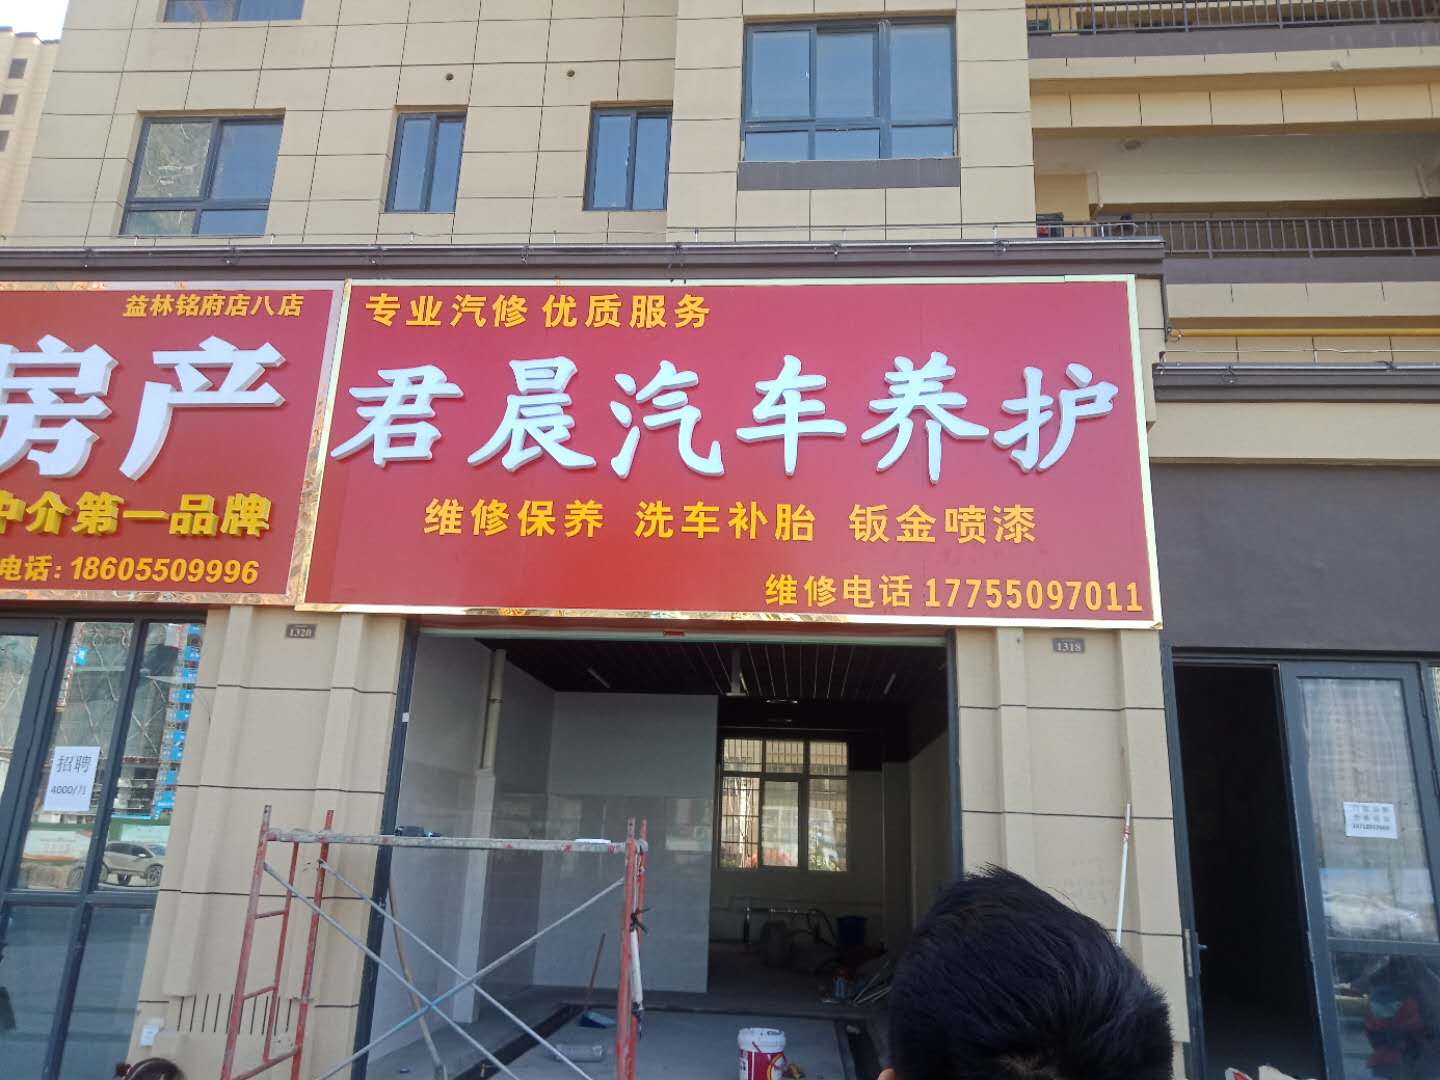 益林铭府店八店
房产
中介第一品牌
电话: 18605509996
专业汽修 优质服务
君晨汽车养护
维修保养 洗车补胎 钣金喷漆
维修电话 17755097011
1320
1318
招聘
4000/月